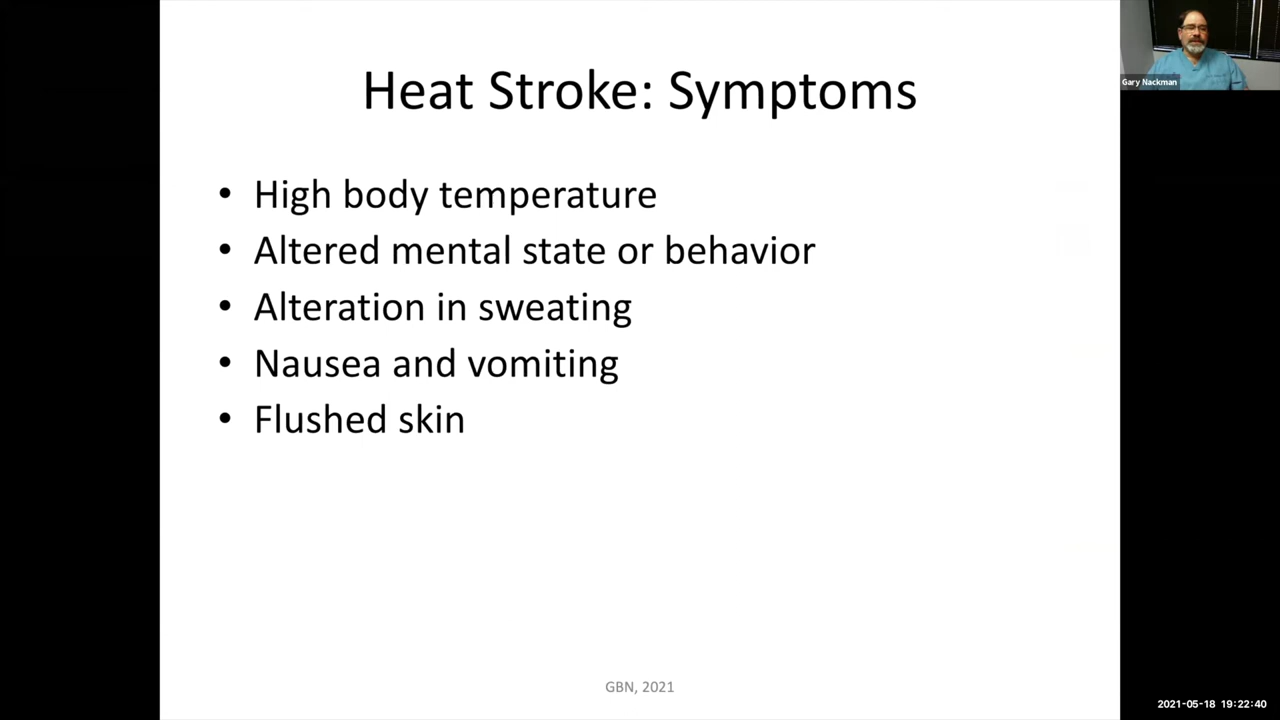 Heat Stroke: Symptoms
• High body temperature
• Altered mental state or behavior
• Alteration in sweating
• Nausea and vomiting
• Flushed skin
GBN, 2021
Gary Nackman
2021-05-18 19:22:40